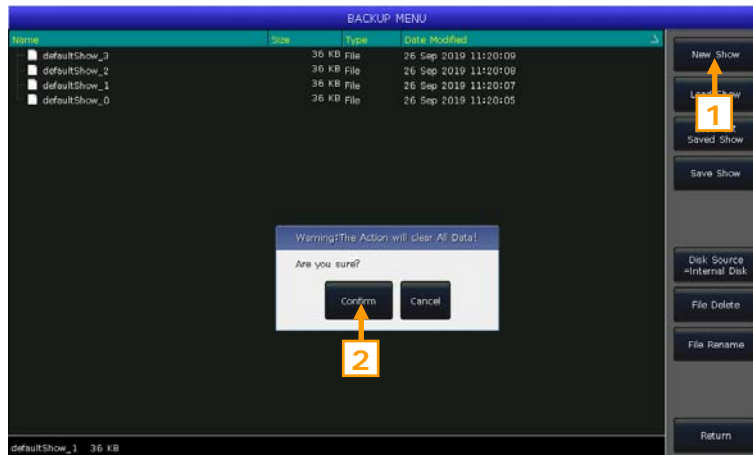 BACKUP MENU
Name Size Type Date Modified
defaultShow_3 36 KB File 26 Sep 2019 11:20:09
defaultShow_2 36 KB File 26 Sep 2019 11:20:08
defaultShow_1 36 KB File 26 Sep 2019 11:20:07
defaultShow_0 36 KB File 26 Sep 2019 11:20:05
New Show
Show
1
Saved Show
Save Show
Warning:The Action will clear All Data!
Are you sure?
Confirm Cancel
2
Disk Source
=Internal Disk
File Delete
File Rename
Return
defaultShow_1 36 KB